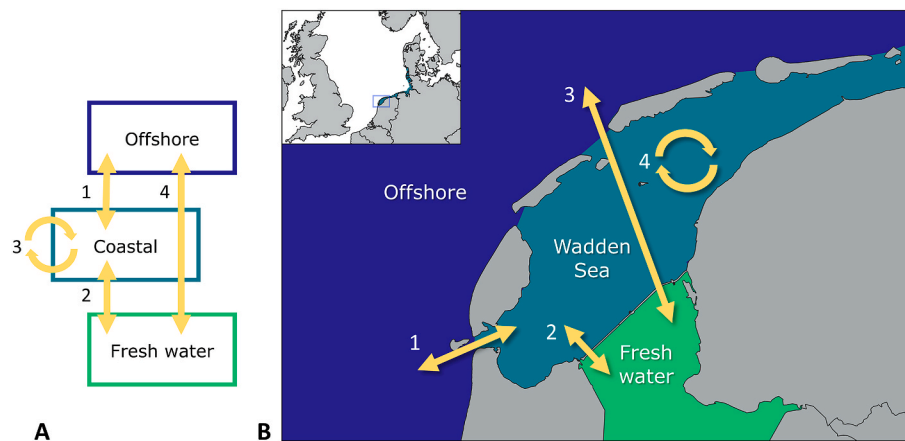 Offshore
1
4
Coastal
3
2
Fresh water
A
B
3
4
Offshore
Wadden
Sea
1
2
Fresh
water